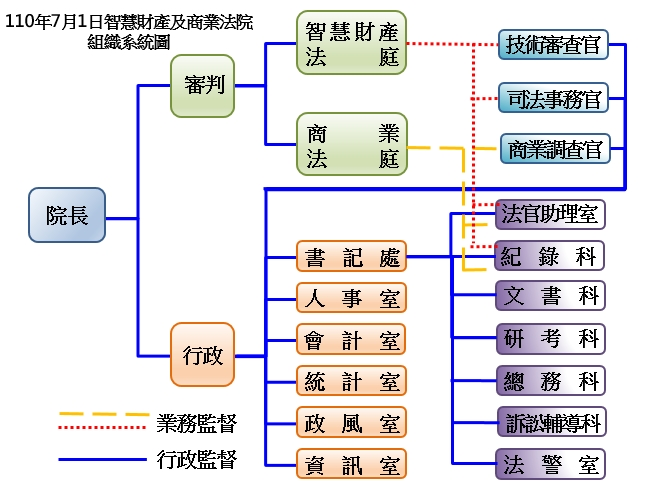 110年7月1日智慧財產及商業法院
組織系統圖
院長
審判
行政
智慧財產
法庭
商業
法庭
技術審查官
司法事務官
商業調查官
書記處
人事室
會計室
統計室
政風室
資訊室
法官助理室
紀錄科
文書科
研考科
總務科
訴訟輔導科
法警室
業務監督
行政監督